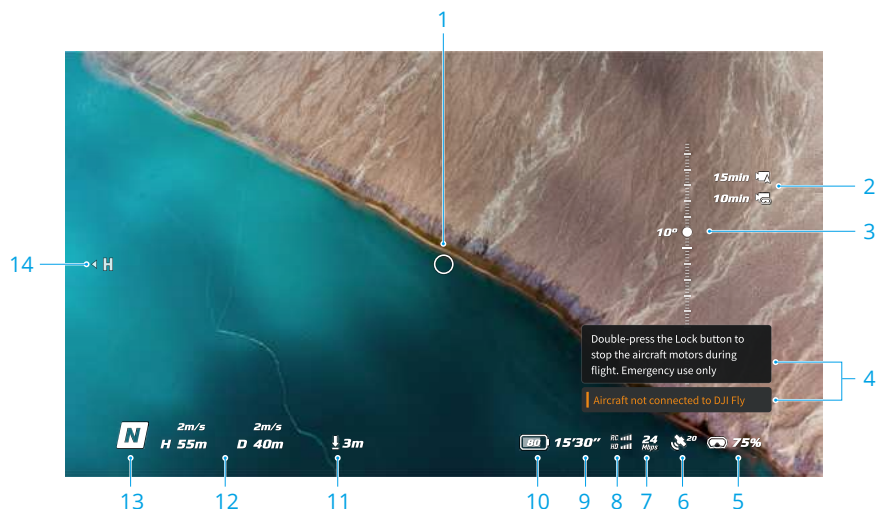 1
15min
10min
2
10°
3
14
H
Double-press the Lock button to
stop the aircraft motors during
flight. Emergency use only
4
Aircraft not connected to DJI Fly
N
2m/s
H 55m
2m/s
D 40m
3m
80
15'30"
RC
HD
24
Mbps
20
75%
13
12
11
10
9
8
7
6
5